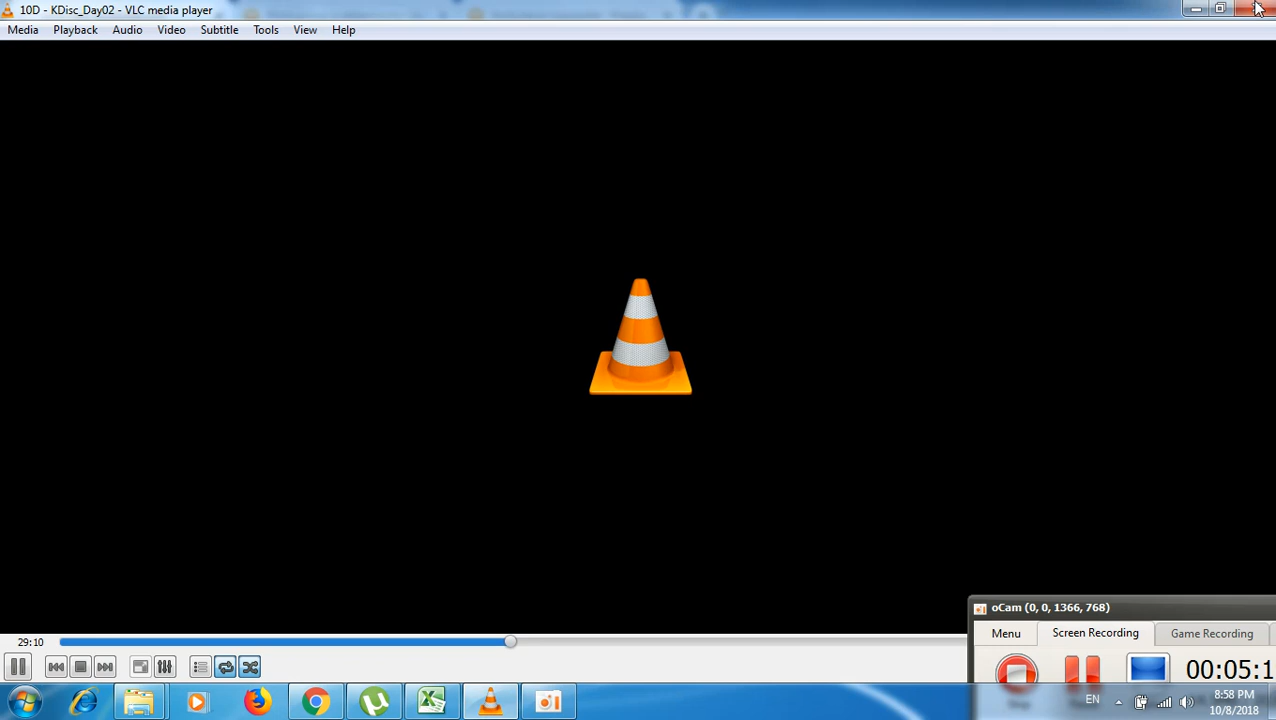 10D - KDisc_Day02 - VLC media player
Media Playback Audio Video Subtitle Tools View Help
29:10
oCam (0, 0, 1366, 768)
Menu Screen Recording Game Recording
00:05:1
Stop
EN
8:58 PM
10/8/2018